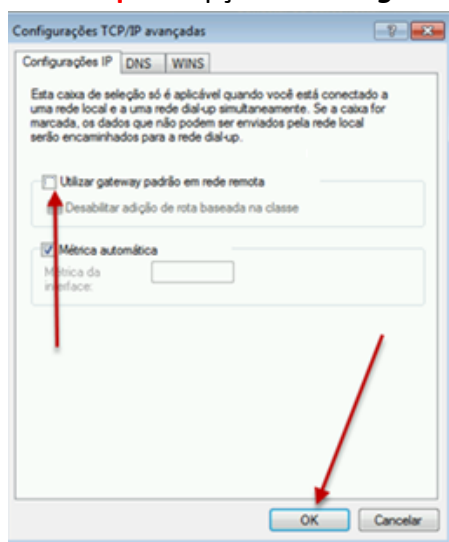 Configurações TCP/IP avançadas
Configurações IP DNS WINS
Esta caixa de seleção só é aplicável quando você está conectado a
uma rede local e a uma rede dial-up simultaneamente. Se a caixa for
marcada, os dados que não podem ser enviados pela rede local
serão encaminhados para a rede dial-up.
Utilizar gateway padrão em rede remota
Desabilitar adição de rota baseada na classe
Métrica automática
Métrica da
interface:
OK Cancelar